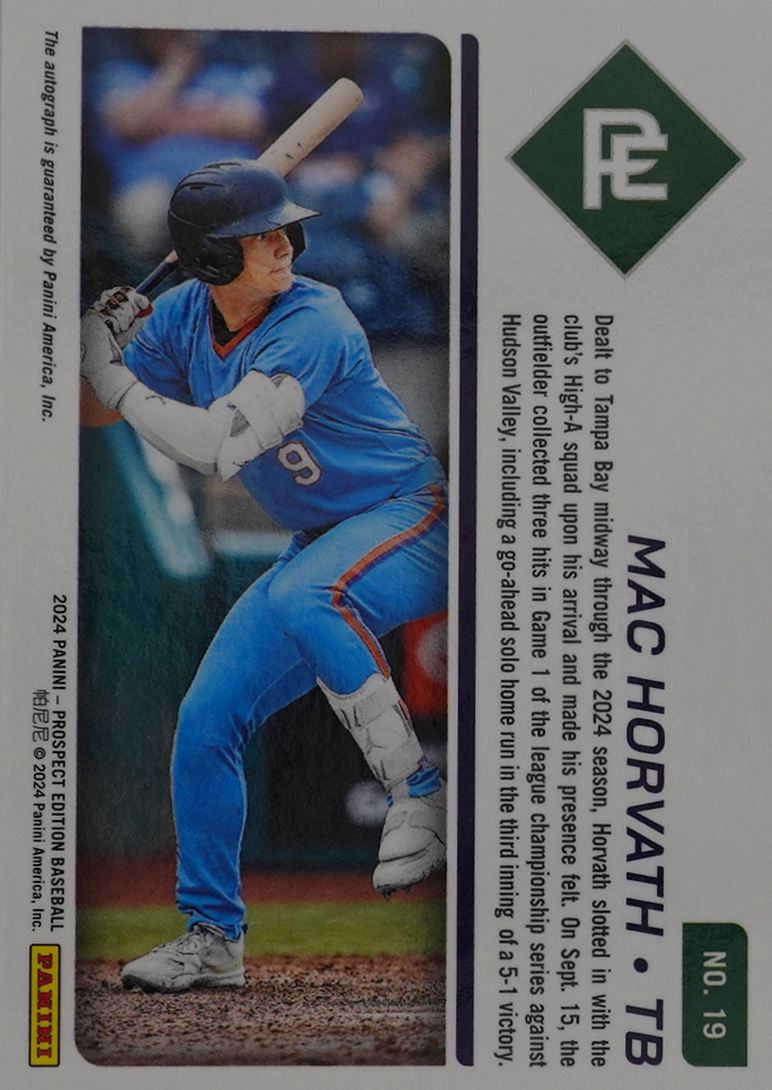 NO. 19
MAC HORVATH • TB
Dealt to Tampa Bay midway through the 2024 season, Horvath slotted in with the
club's High-A squad upon his arrival and made his presence felt. On Sept. 15, the
outfielder collected three hits in Game 1 of the league championship series against
Hudson Valley, including a go-ahead solo home run in the third inning of a 5-1 victory.
9
The autograph is guaranteed by Panini America, Inc.
2024 PANINI – PROSPECT EDITION BASEBALL
帕尼尼 © 2024 Panini America, Inc.
PANINI